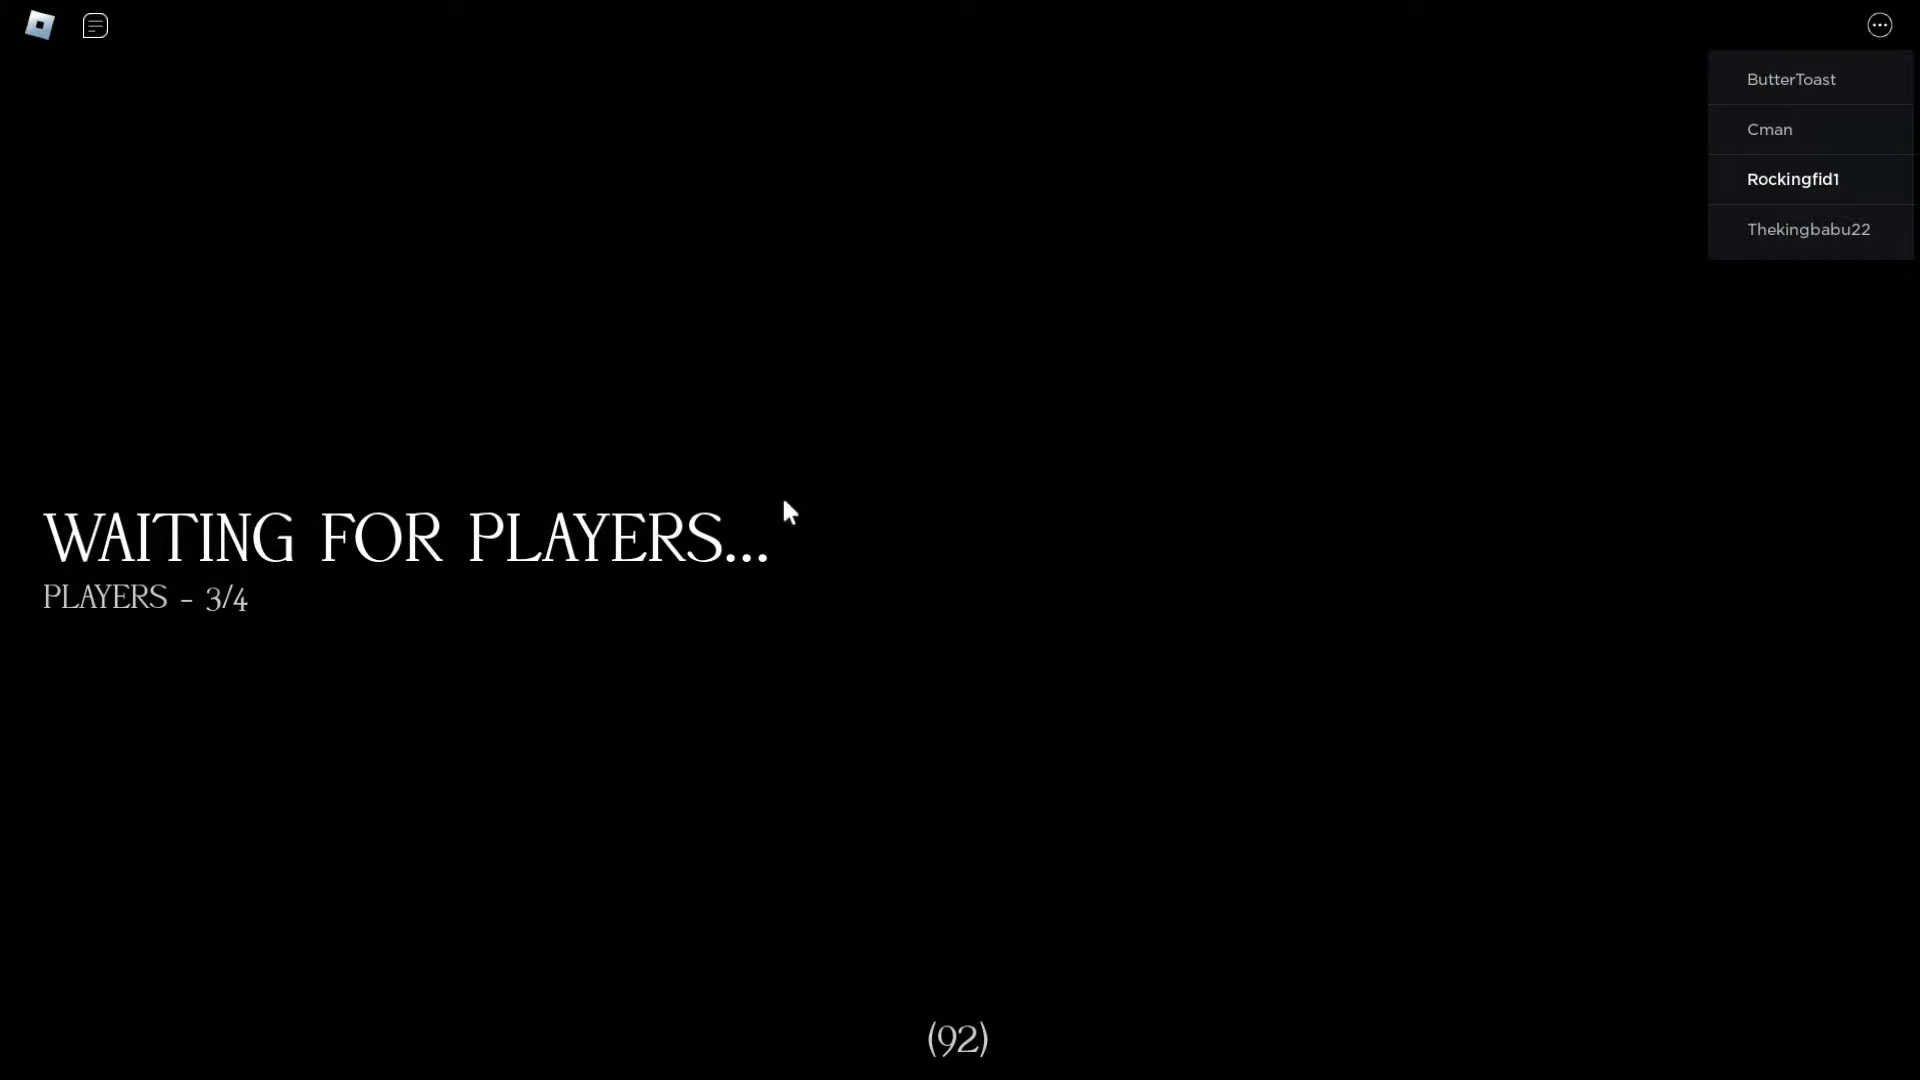 ButterToast
Cman
Rockingfid1
Thekingbabu22
WAITING FOR PLAYERS...
PLAYERS - 3/4
(92)